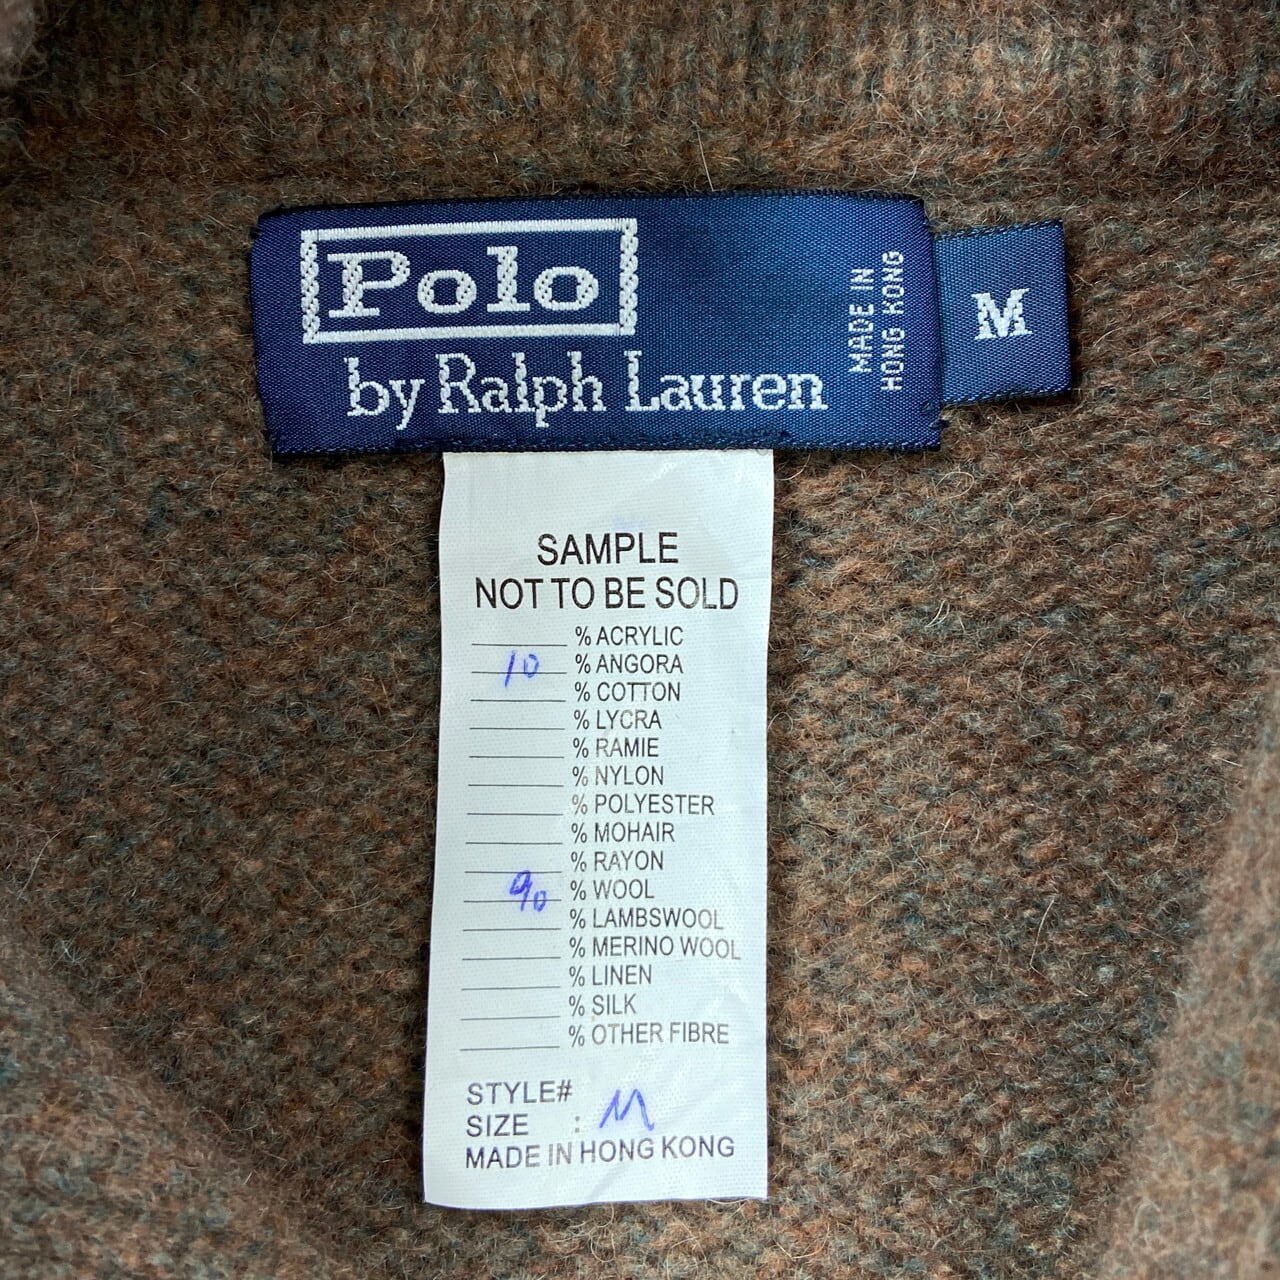 Polo
by Ralph Lauren
MADE IN
HONG KONG
M
SAMPLE
NOT TO BE SOLD
% ACRYLIC
10 % ANGORA
% COTTON
% LYCRA
% RAMIE
% NYLON
% POLYESTER
% MOHAIR
% RAYON
90 % WOOL
% LAMBSWOOL
% MERINO WOOL
% LINEN
% SILK
% OTHER FIBRE
STYLE#
SIZE : M
MADE IN HONG KONG